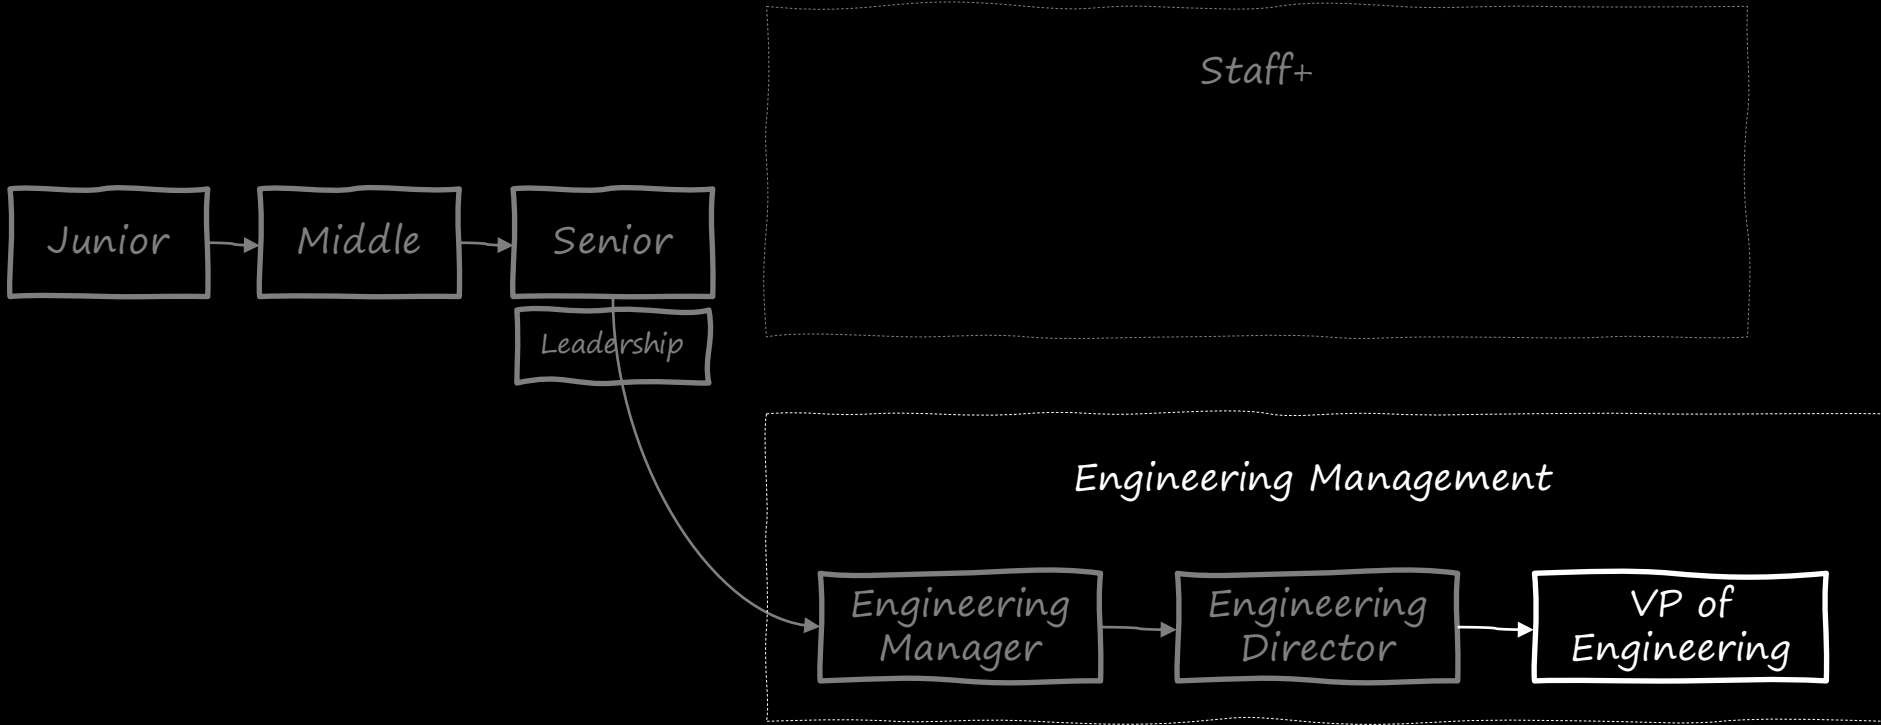 Staff+
Junior
Middle
Senior
Leadership
Engineering Management
Engineering
Manager
Engineering
Director
VP of
Engineering